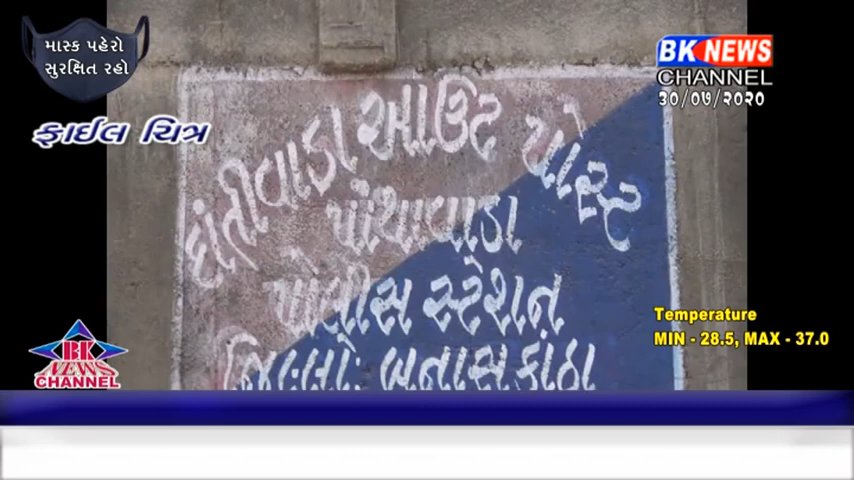 માસ્ક પહેરો
સુરક્ષિત રહો
BK NEWS
CHANNEL
૩૦/૦૭/૨૦૨૦
ફાઈલ ચિત્ર
દાંતીવાડા આઉટ પોસ્ટ
પાંથાવાડા
પોલીસ સ્ટેશન
જિલ્લો: બનાસકાંઠા
Temperature
MIN - 28.5, MAX - 37.0
BK
NEWS
CHANNEL